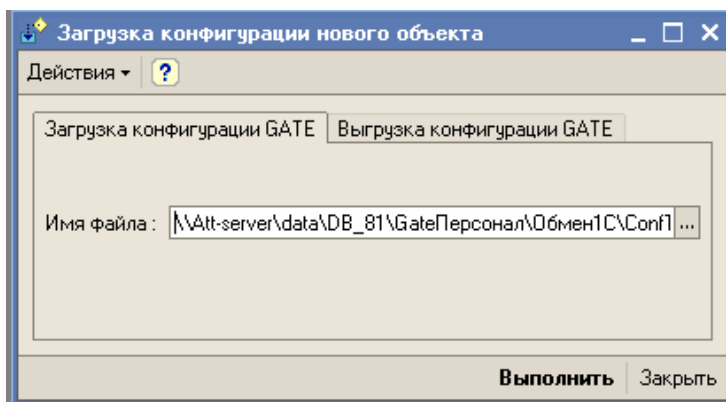 Загрузка конфигурации нового объекта
Действия ?
Загрузка конфигурации GATE Выгрузка конфигурации GATE
Имя файла : \\Att-server\data\DB_81\GateПерсонал\Обмен1С\Conf1 ...
Выполнить Закрыть